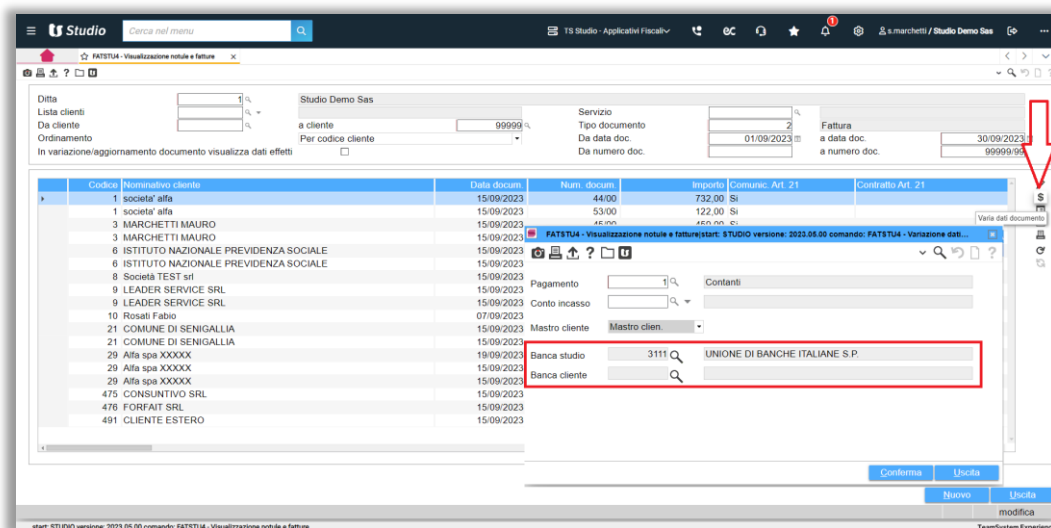 Studio Cerca nel menu TS Studio - Applicativi Fiscali 1 s.marchetti / Studio Demo Sas
FATSTU4 - Visualizzazione notule e fatture
Ditta 1 Studio Demo Sas
Lista clienti Servizio
Da cliente a cliente 99999 Tipo documento 2 Fattura
Ordinamento Per codice cliente Da data doc. 01/09/2023 a data doc. 30/09/2023
In variazione/aggiornamento documento visualizza dati effetti Da numero doc. a numero doc. 99999/99
Codice Nominativo cliente Data docum. Num. docum. Importo Comunic. Art. 21 Contratto Art. 21
1 societa' alfa 15/09/2023 44/00 732,00 Si
1 societa' alfa 15/09/2023 53/00 122,00 Si
3 MARCHETTI MAURO 15/09/2023
3 MARCHETTI MAURO 15/09/2023
6 ISTITUTO NAZIONALE PREVIDENZA SOCIALE 15/09/2023
6 ISTITUTO NAZIONALE PREVIDENZA SOCIALE 15/09/2023
8 Società TEST srl 15/09/2023
9 LEADER SERVICE SRL 15/09/2023
9 LEADER SERVICE SRL 15/09/2023
10 Rosati Fabio 07/09/2023
21 COMUNE DI SENIGALLIA 15/09/2023
21 COMUNE DI SENIGALLIA 15/09/2023
29 Alfa spa XXXXX 19/09/2023
29 Alfa spa XXXXX 15/09/2023
29 Alfa spa XXXXX 15/09/2023
475 CONSUNTIVO SRL 15/09/2023
476 FORFAIT SRL 15/09/2023
491 CLIENTE ESTERO 15/09/2023
Varia dati documento
FATSTU4 - Visualizzazione notule e fatture|start: STUDIO versione: 2023.05.00 comando: FATSTU4 - Variazione dati...
Pagamento 1 Contanti
Conto incasso
Mastro cliente Mastro clien.
Banca studio 3111 UNIONE DI BANCHE ITALIANE S.P.
Banca cliente
Conferma Uscita
Nuovo Uscita
modifica
start: STUDIO versione: 2023.05.00 comando: FATSTU4 - Visualizzazione notule e fatture TeamSystem Experience